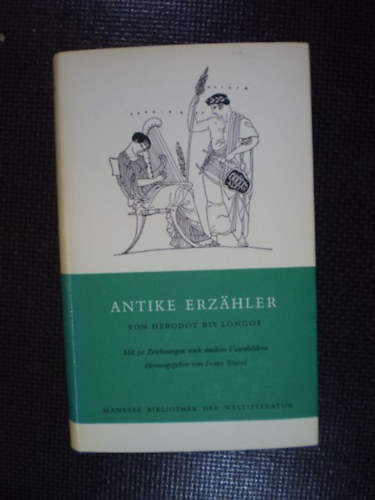 ANTIKE ERZÄHLER
VON HERODOT BIS LONGOS
Mit 30 Zeichnungen nach antiken Vasenbildern
Herausgegeben von Franz Stoessl
MANESSE BIBLIOTHEK DER WELTLITERATUR